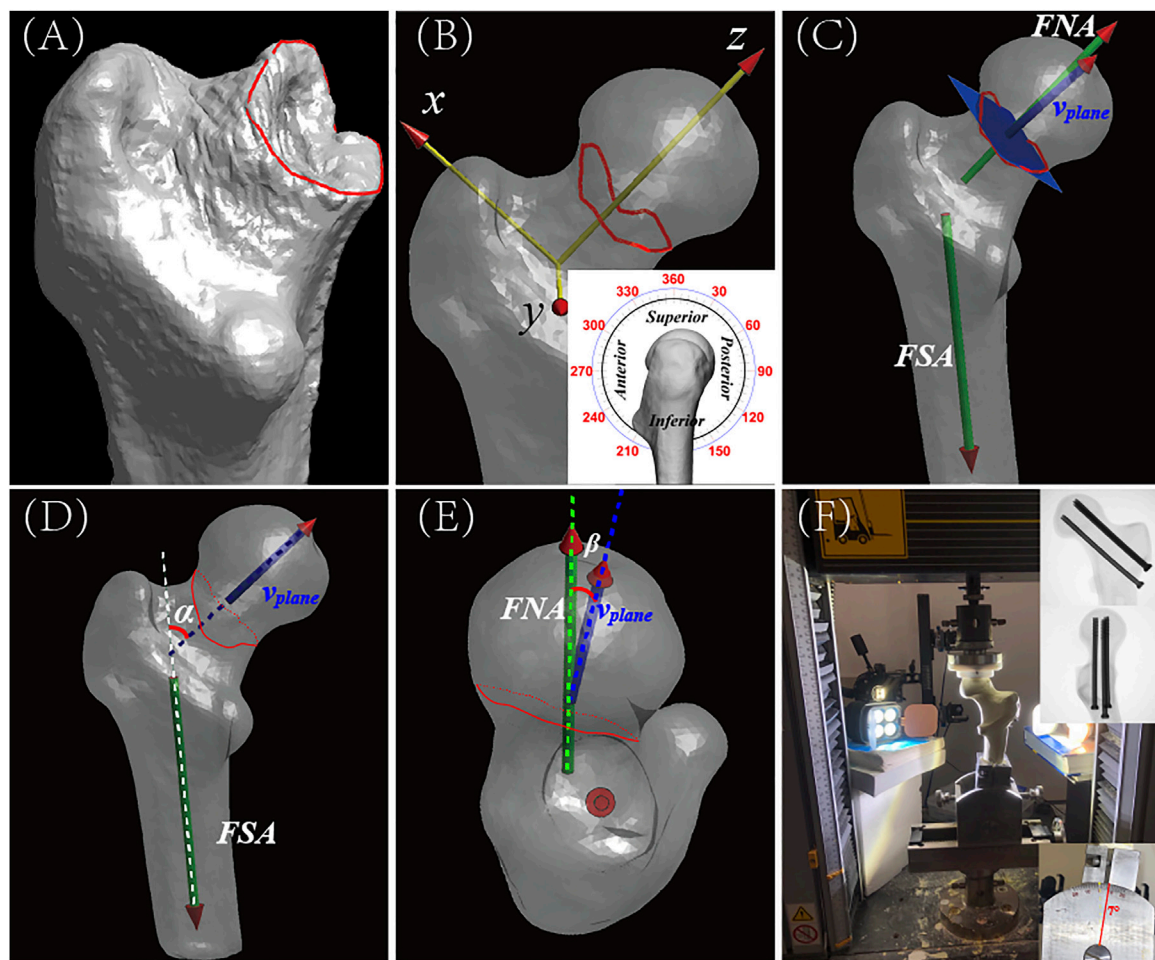 (A)
(B)
x
z
y
360
330
30
300
Superior
60
Anterior
Posterior
270
90
240
Inferior
120
210
150
(C)
FNA
v_plane
FSA
(D)
α
v_plane
FSA
(E)
β
FNA
v_plane
(F)
7°